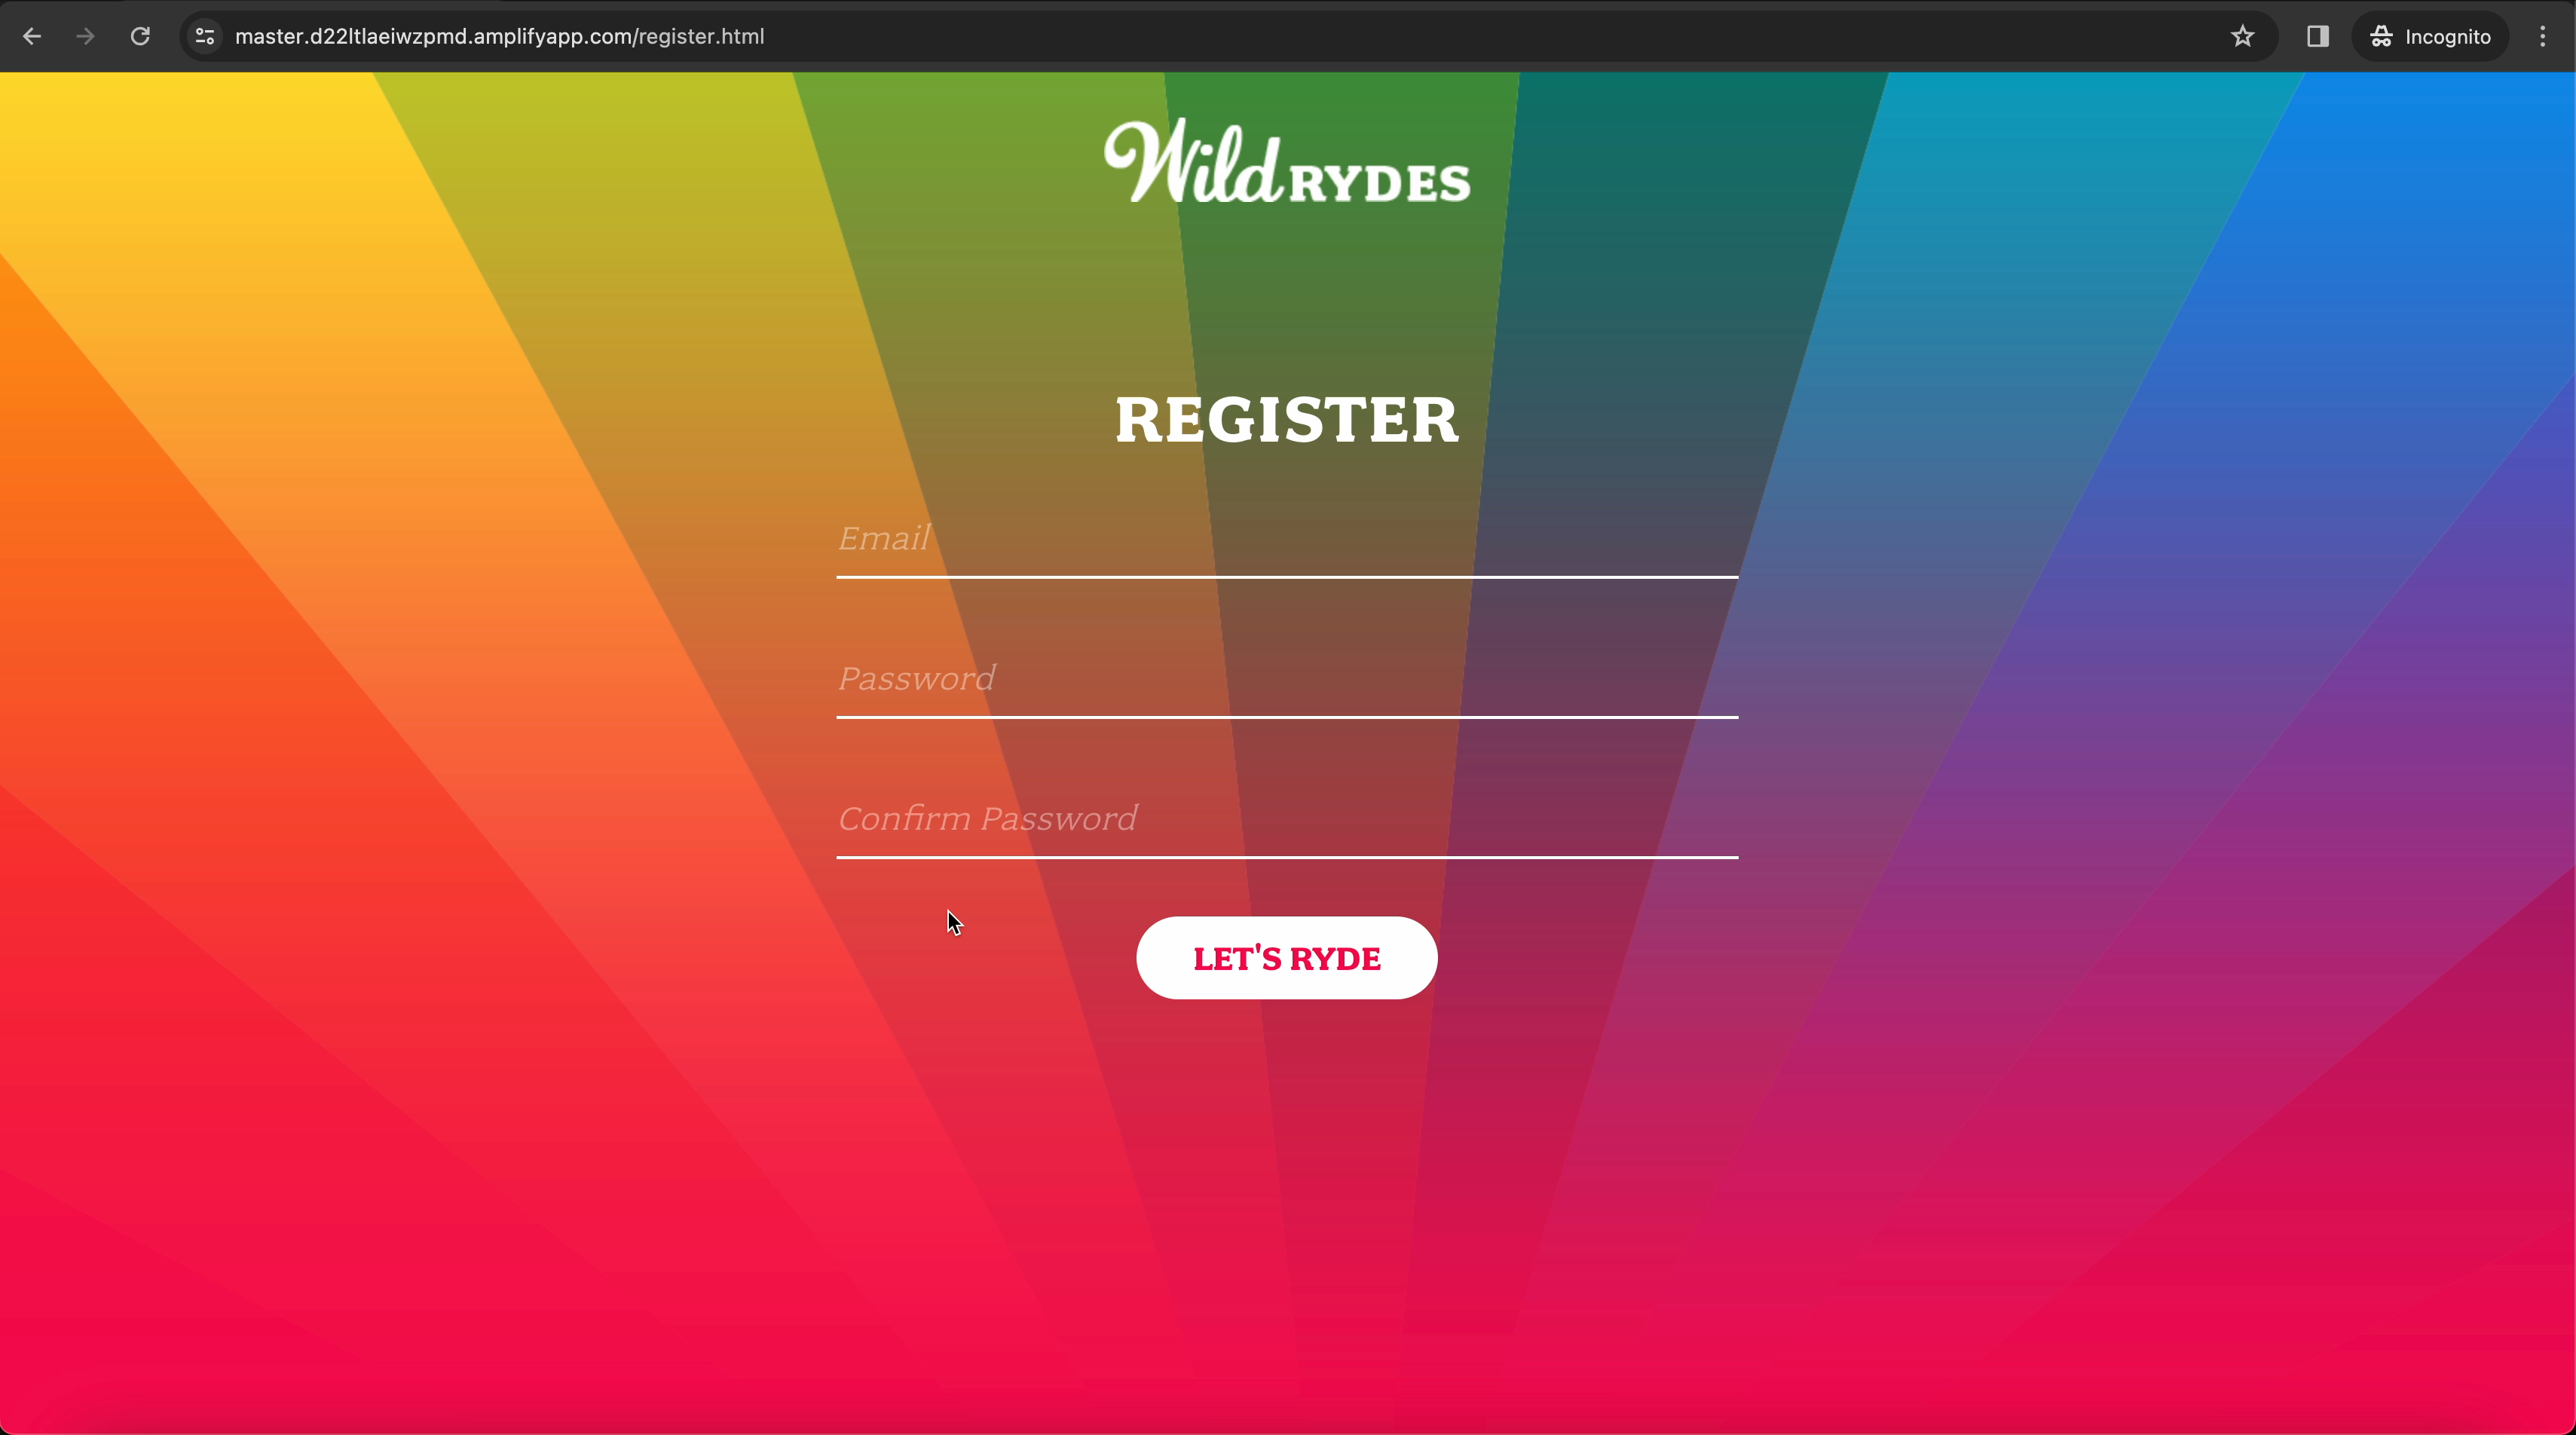 master.d22ltlaeiwzpmd.amplifyapp.com/register.html
Incognito
Wild RYDES
REGISTER
Email
Password
Confirm Password
LET'S RYDE